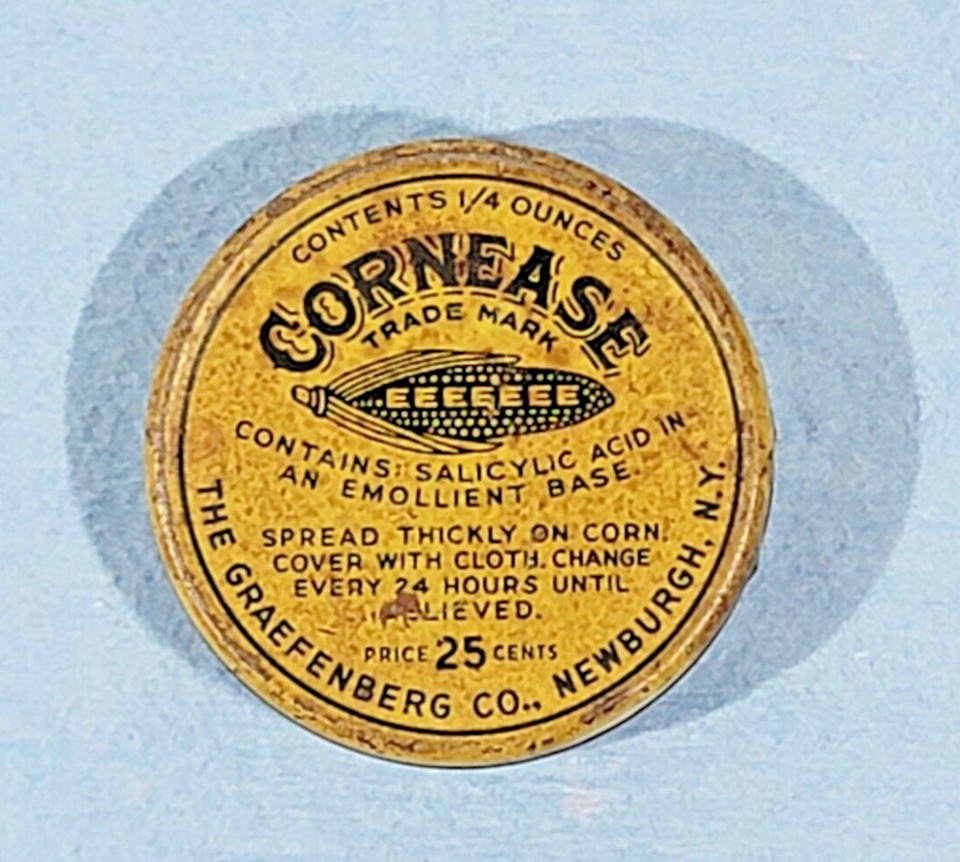 CONTENTS 1/4 OUNCES
CORNEASE
TRADE MARK
EEEEEEE
CONTAINS: SALICYLIC ACID IN
AN EMOLLIENT BASE.
SPREAD THICKLY ON CORN.
COVER WITH CLOTH. CHANGE
EVERY 24 HOURS UNTIL
PRICE 25 CENTS
THE GRAEFENBERG CO., NEWBURGH, N.Y.